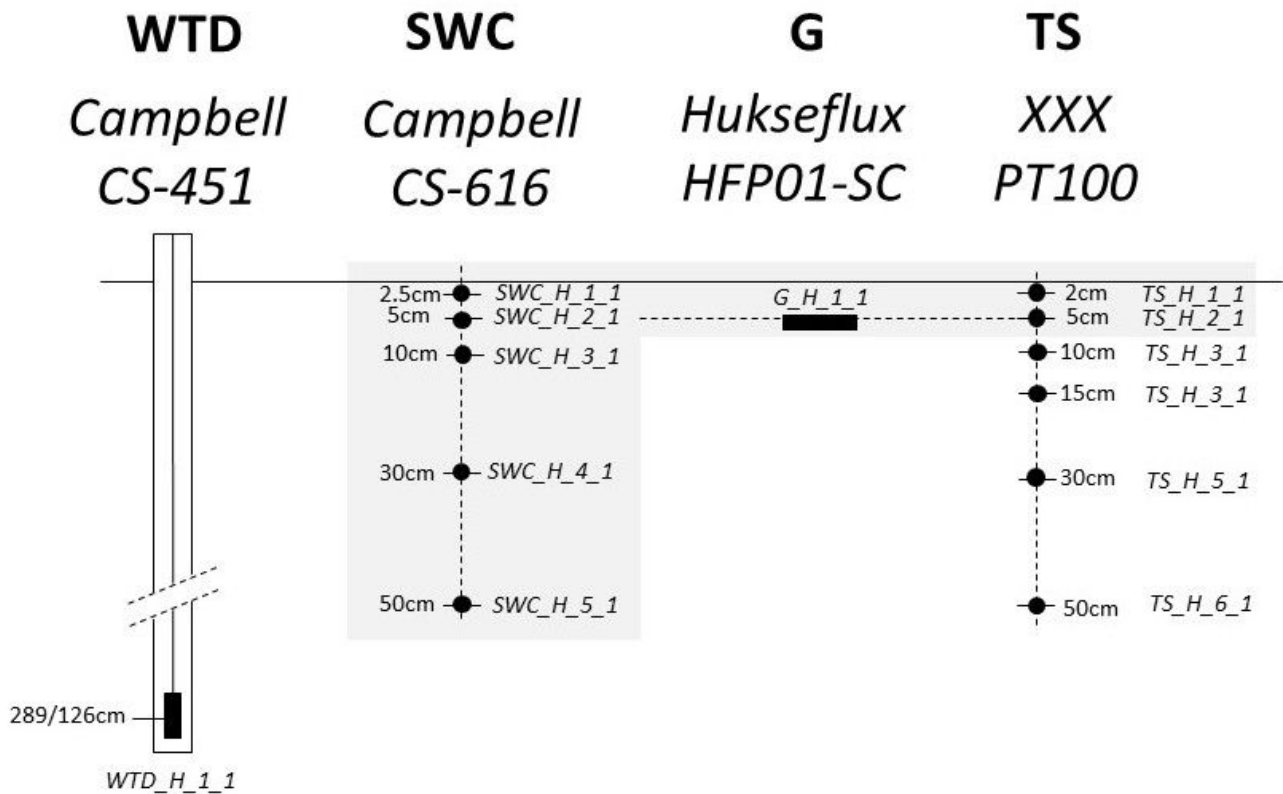 WTD SWC G TS
Campbell Campbell Hukseflux XXX
CS-451 CS-616 HFP01-SC PT100
2.5cm SWC_H_1_1 G_H_1_1 2cm TS_H_1_1
5cm SWC_H_2_1 5cm TS_H_2_1
10cm SWC_H_3_1 10cm TS_H_3_1
15cm TS_H_3_1
30cm SWC_H_4_1 30cm TS_H_5_1
50cm SWC_H_5_1 50cm TS_H_6_1
289/126cm
WTD_H_1_1